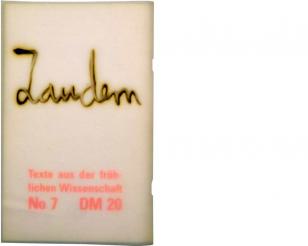 Zaudern
Texte aus der fröh-
lichen Wissenschaft
No 7 DM 20